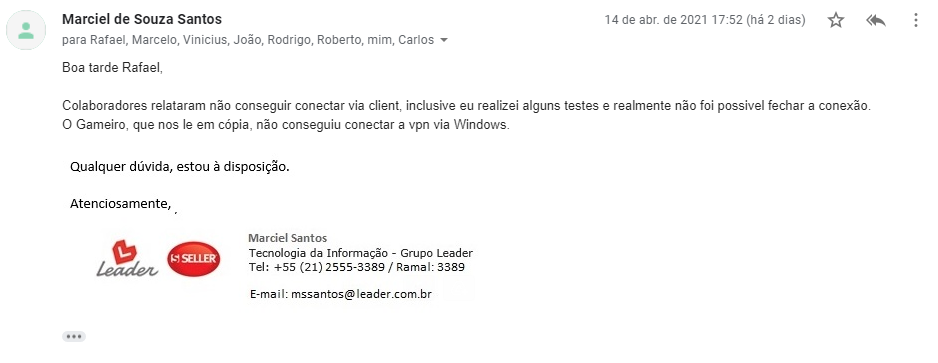 Marciel de Souza Santos
14 de abr. de 2021 17:52 (há 2 dias)
para Rafael, Marcelo, Vinicius, João, Rodrigo, Roberto, mim, Carlos
Boa tarde Rafael,
Colaboradores relataram não conseguir conectar via client, inclusive eu realizei alguns testes e realmente não foi possivel fechar a conexão.
O Gameiro, que nos le em cópia, não conseguiu conectar a vpn via Windows.
Qualquer dúvida, estou à disposição.
Atenciosamente, ,
Leader
S SELLER
Marciel Santos
Tecnologia da Informação - Grupo Leader
Tel: +55 (21) 2555-3389 / Ramal: 3389
E-mail: mssantos@leader.com.br